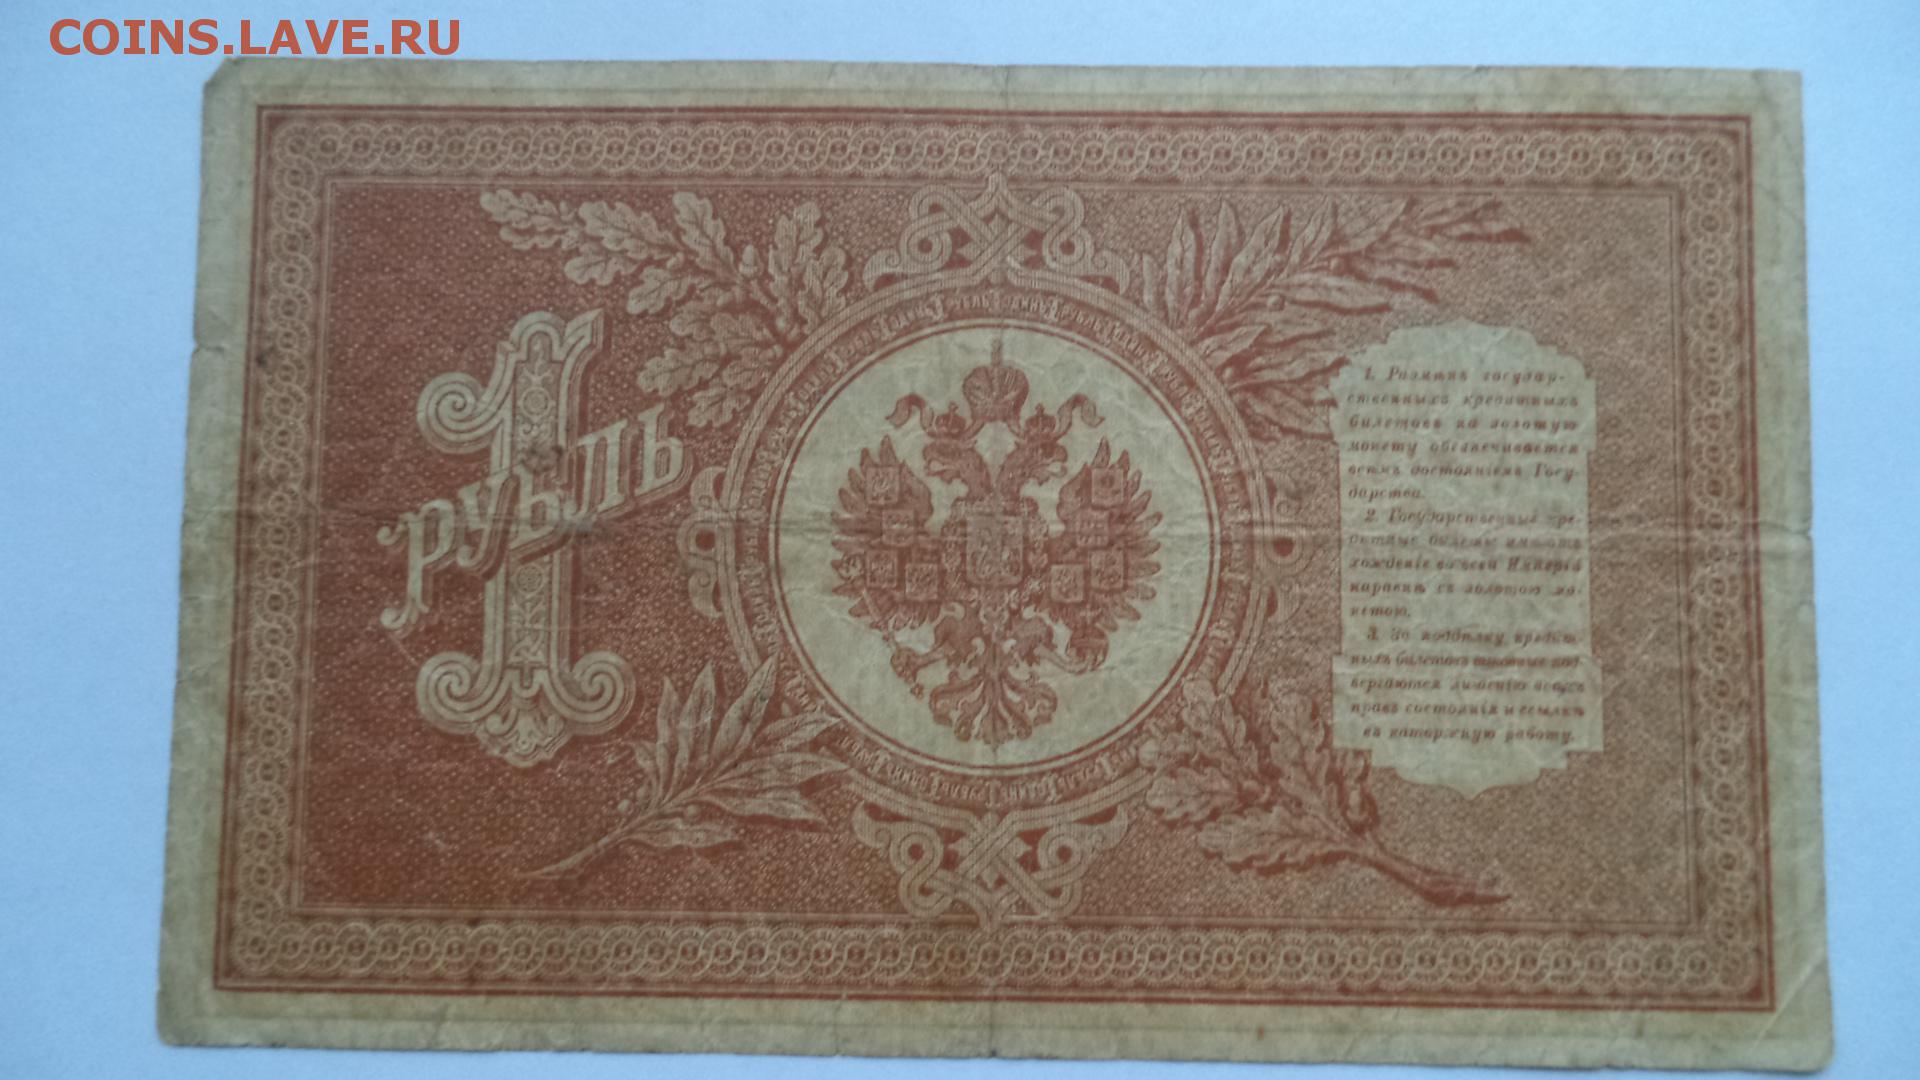 COINS.LAVE.RU
1
рубль
1. Размѣнъ государ-
ственныхъ кредитныхъ
билетовъ на золотую
монету обезпечивается
всѣмъ достояніемъ Госу-
дарства.
2. Государственные кре-
дитные билеты имѣютъ
хожденіе во всей Имперіи
наравнѣ съ золотою мо-
нетою.
3. За поддѣлку кредит-
ныхъ билетовъ виновные под-
вергаются лишенію всѣхъ
правъ состоянія и ссылкѣ
въ каторжную работу.